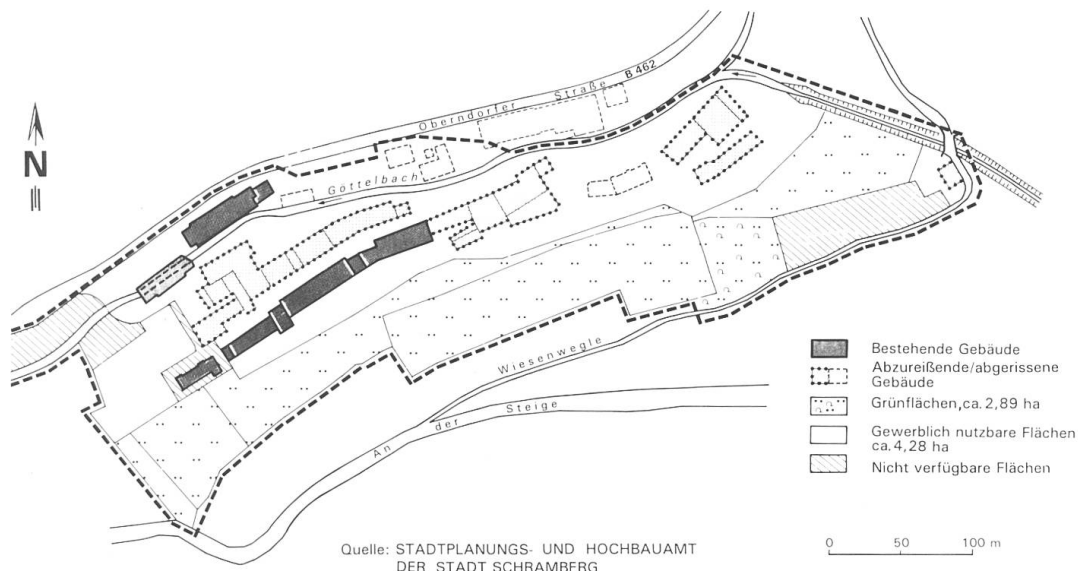 Oberndorfer Straße B 462
N
Göttelbach
Wiesenwegle
An der Steige
Bestehende Gebäude
Abzureißende/abgerissene
Gebäude
Grünflächen,ca.2,89 ha
Gewerblich nutzbare Flächen
ca.4,28 ha
Nicht verfügbare Flächen
Quelle: STADTPLANUNGS- UND HOCHBAUAMT
DER STADT SCHRAMBERG
0 50 100 m